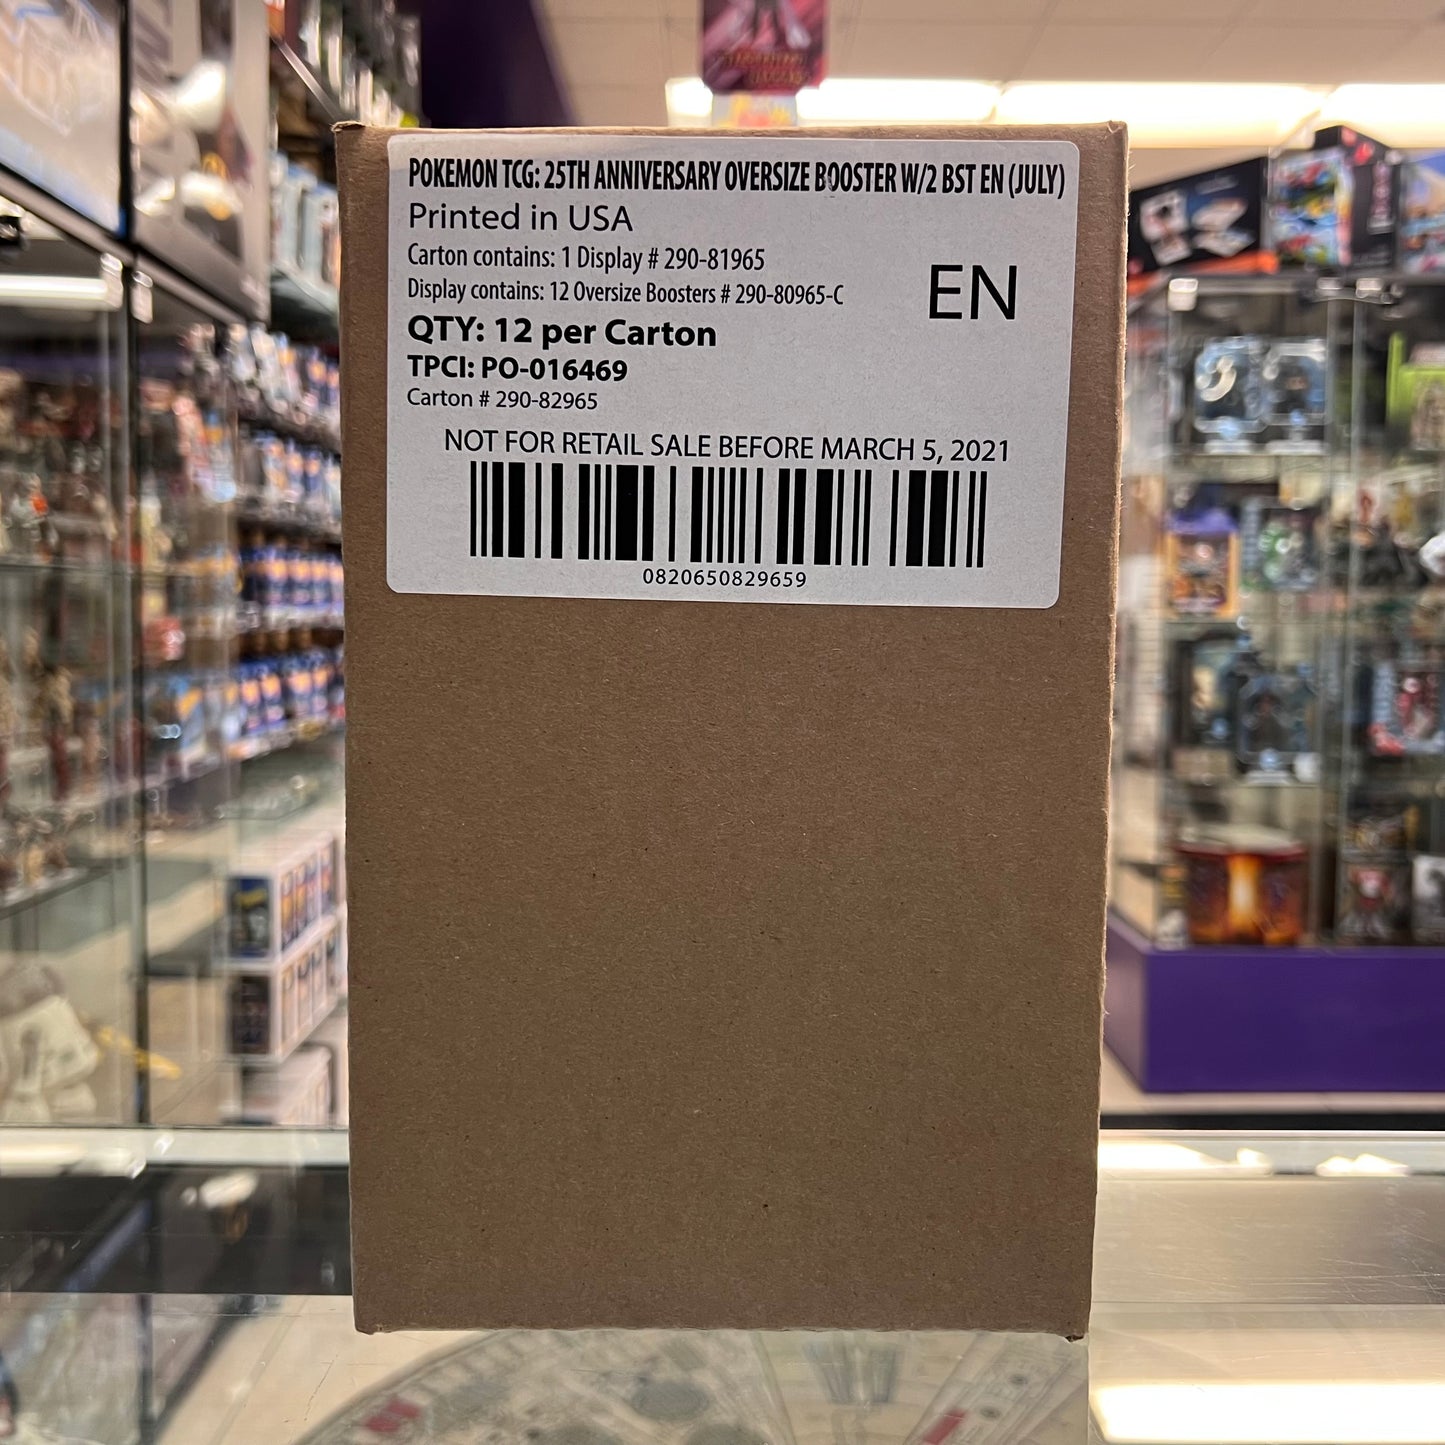 POKEMON TCG: 25TH ANNIVERSARY OVERSIZE BOOSTER W/2 BST EN (JULY)
Printed in USA
Carton contains: 1 Display # 290-81965
Display contains: 12 Oversize Boosters # 290-80965-C
EN
QTY: 12 per Carton
TPCI: PO-016469
Carton # 290-82965
NOT FOR RETAIL SALE BEFORE MARCH 5, 2021
0820650829659